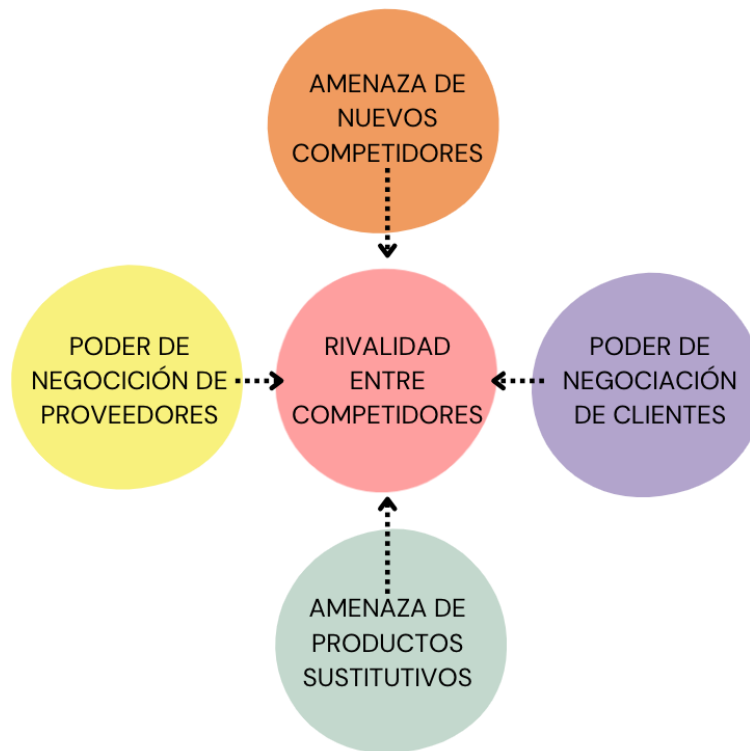 AMENAZA DE
NUEVOS
COMPETIDORES
PODER DE
NEGOCICIÓN DE
PROVEEDORES
RIVALIDAD
ENTRE
COMPETIDORES
PODER DE
NEGOCIACIÓN
DE CLIENTES
AMENAZA DE
PRODUCTOS
SUSTITUTIVOS